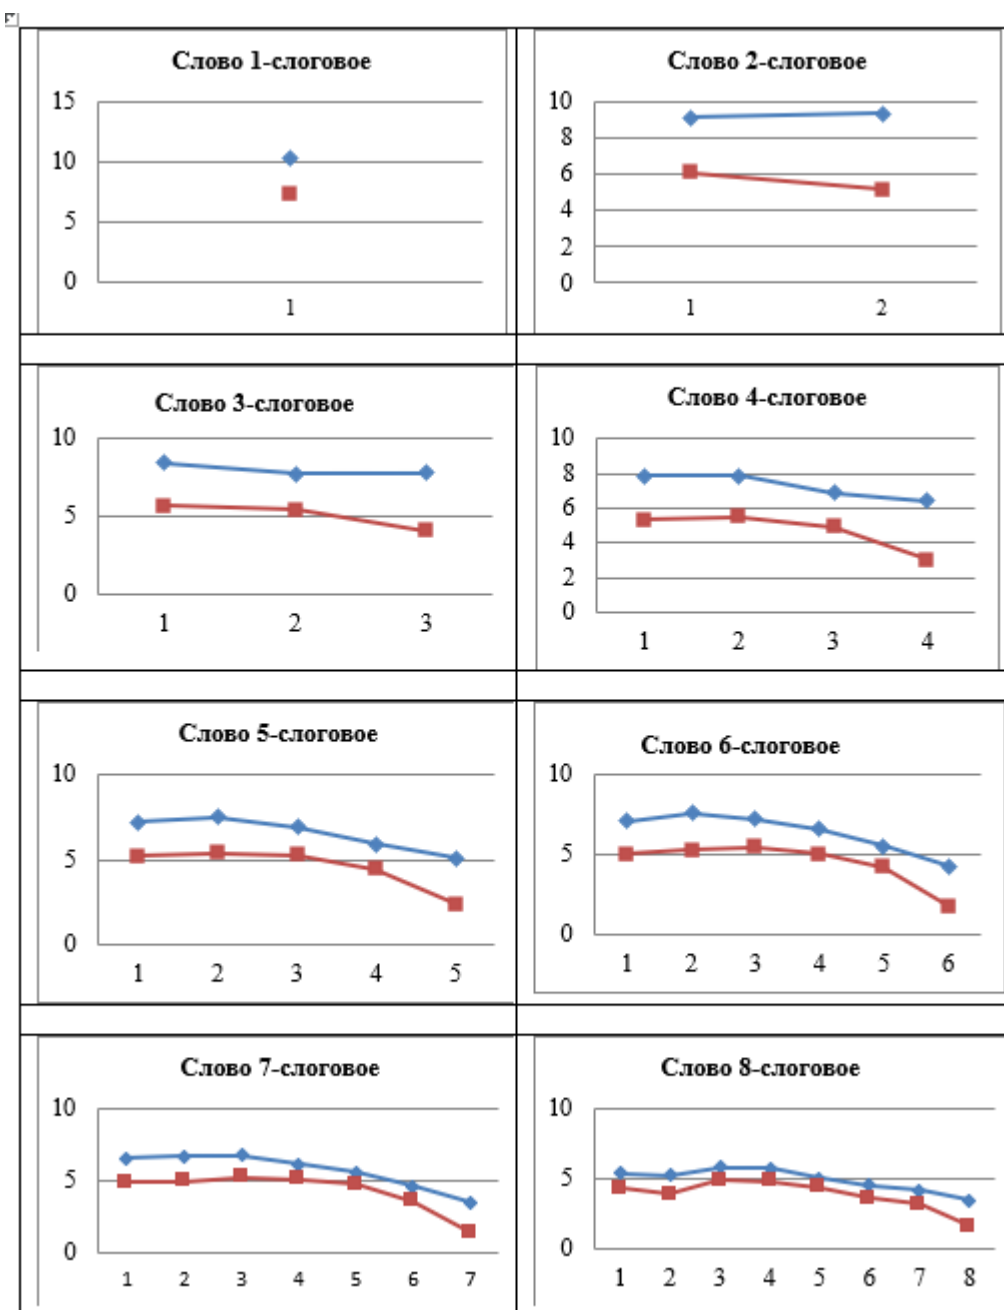 Слово 1-слоговое
15
10
5
0
1
Слово 2-слоговое
10
8
6
4
2
0
1 2
Слово 3-слоговое
10
5
0
1 2 3
Слово 4-слоговое
10
8
6
4
2
0
1 2 3 4
Слово 5-слоговое
10
5
0
1 2 3 4 5
Слово 6-слоговое
10
5
0
1 2 3 4 5 6
Слово 7-слоговое
10
5
0
1 2 3 4 5 6 7
Слово 8-слоговое
10
5
0
1 2 3 4 5 6 7 8